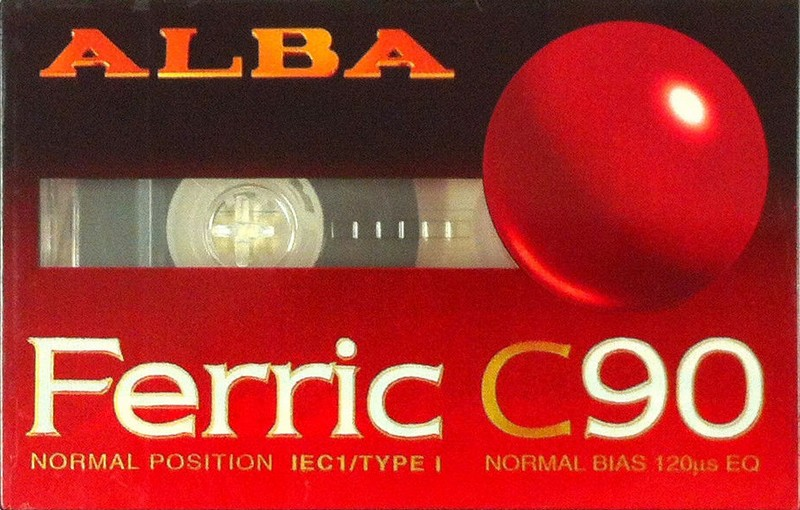 ALBA
Ferric C90
NORMAL POSITION IEC1/TYPE I NORMAL BIAS 120µs EQ